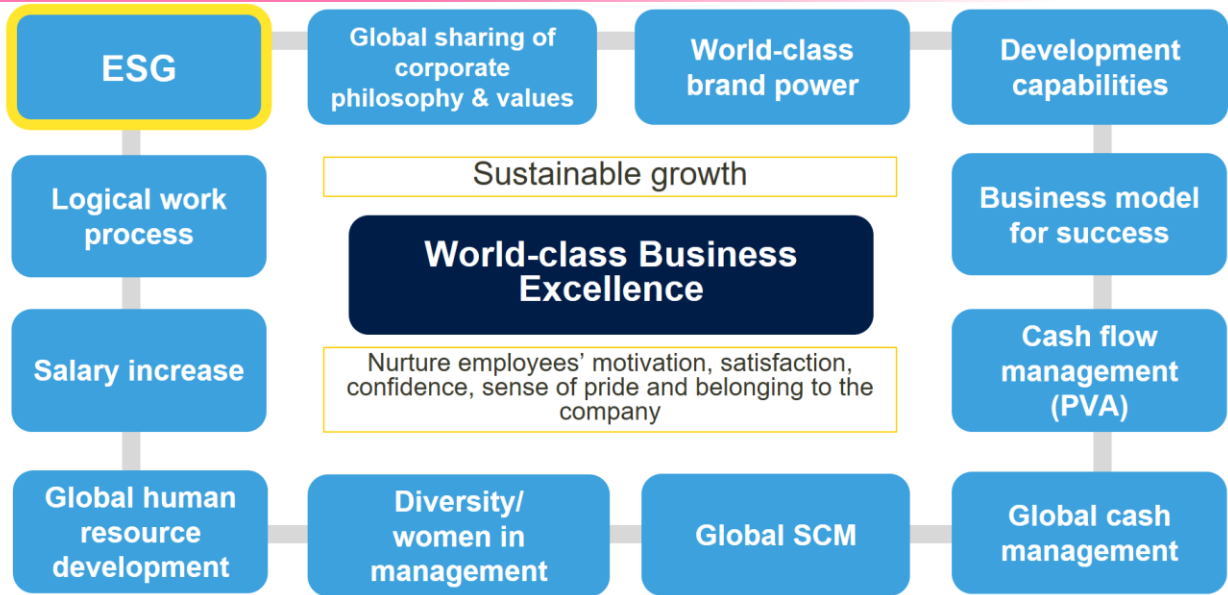 ESG
Global sharing of
corporate
philosophy & values
World-class
brand power
Development
capabilities
Logical work
process
Sustainable growth
Business model
for success
World-class Business
Excellence
Salary increase
Nurture employees’ motivation, satisfaction,
confidence, sense of pride and belonging to the
company
Cash flow
management
(PVA)
Global human
resource
development
Diversity/
women in
management
Global SCM
Global cash
management